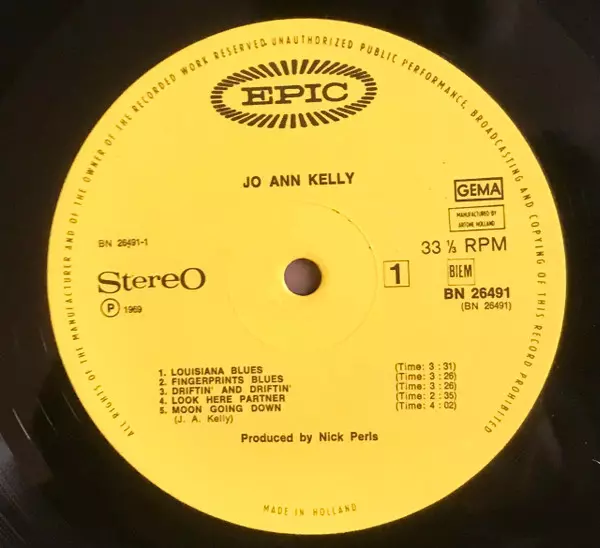 ALL RIGHTS OF THE MANUFACTURER AND OF THE OWNER OF THE RECORDED WORK RESERVED. UNAUTHORIZED PUBLIC PERFORMANCE, BROADCASTING AND COPYING OF THIS RECORD PROHIBITED
EPIC
JO ANN KELLY
GEMA
MANUFACTURED BY
ARTONE HOLLAND
BN 26491-1
33 ⅓ RPM
Stereo
1
BIEM
BN 26491
(BN 26491)
Ⓟ 1969
1. LOUISIANA BLUES (Time: 3 : 31)
2. FINGERPRINTS BLUES (Time: 3 : 26)
3. DRIFTIN' AND DRIFTIN' (Time: 3 : 26)
4. LOOK HERE PARTNER (Time: 2 : 35)
5. MOON GOING DOWN (Time: 4 : 02)
(J. A. Kelly)
Produced by Nick Perls
MADE IN HOLLAND